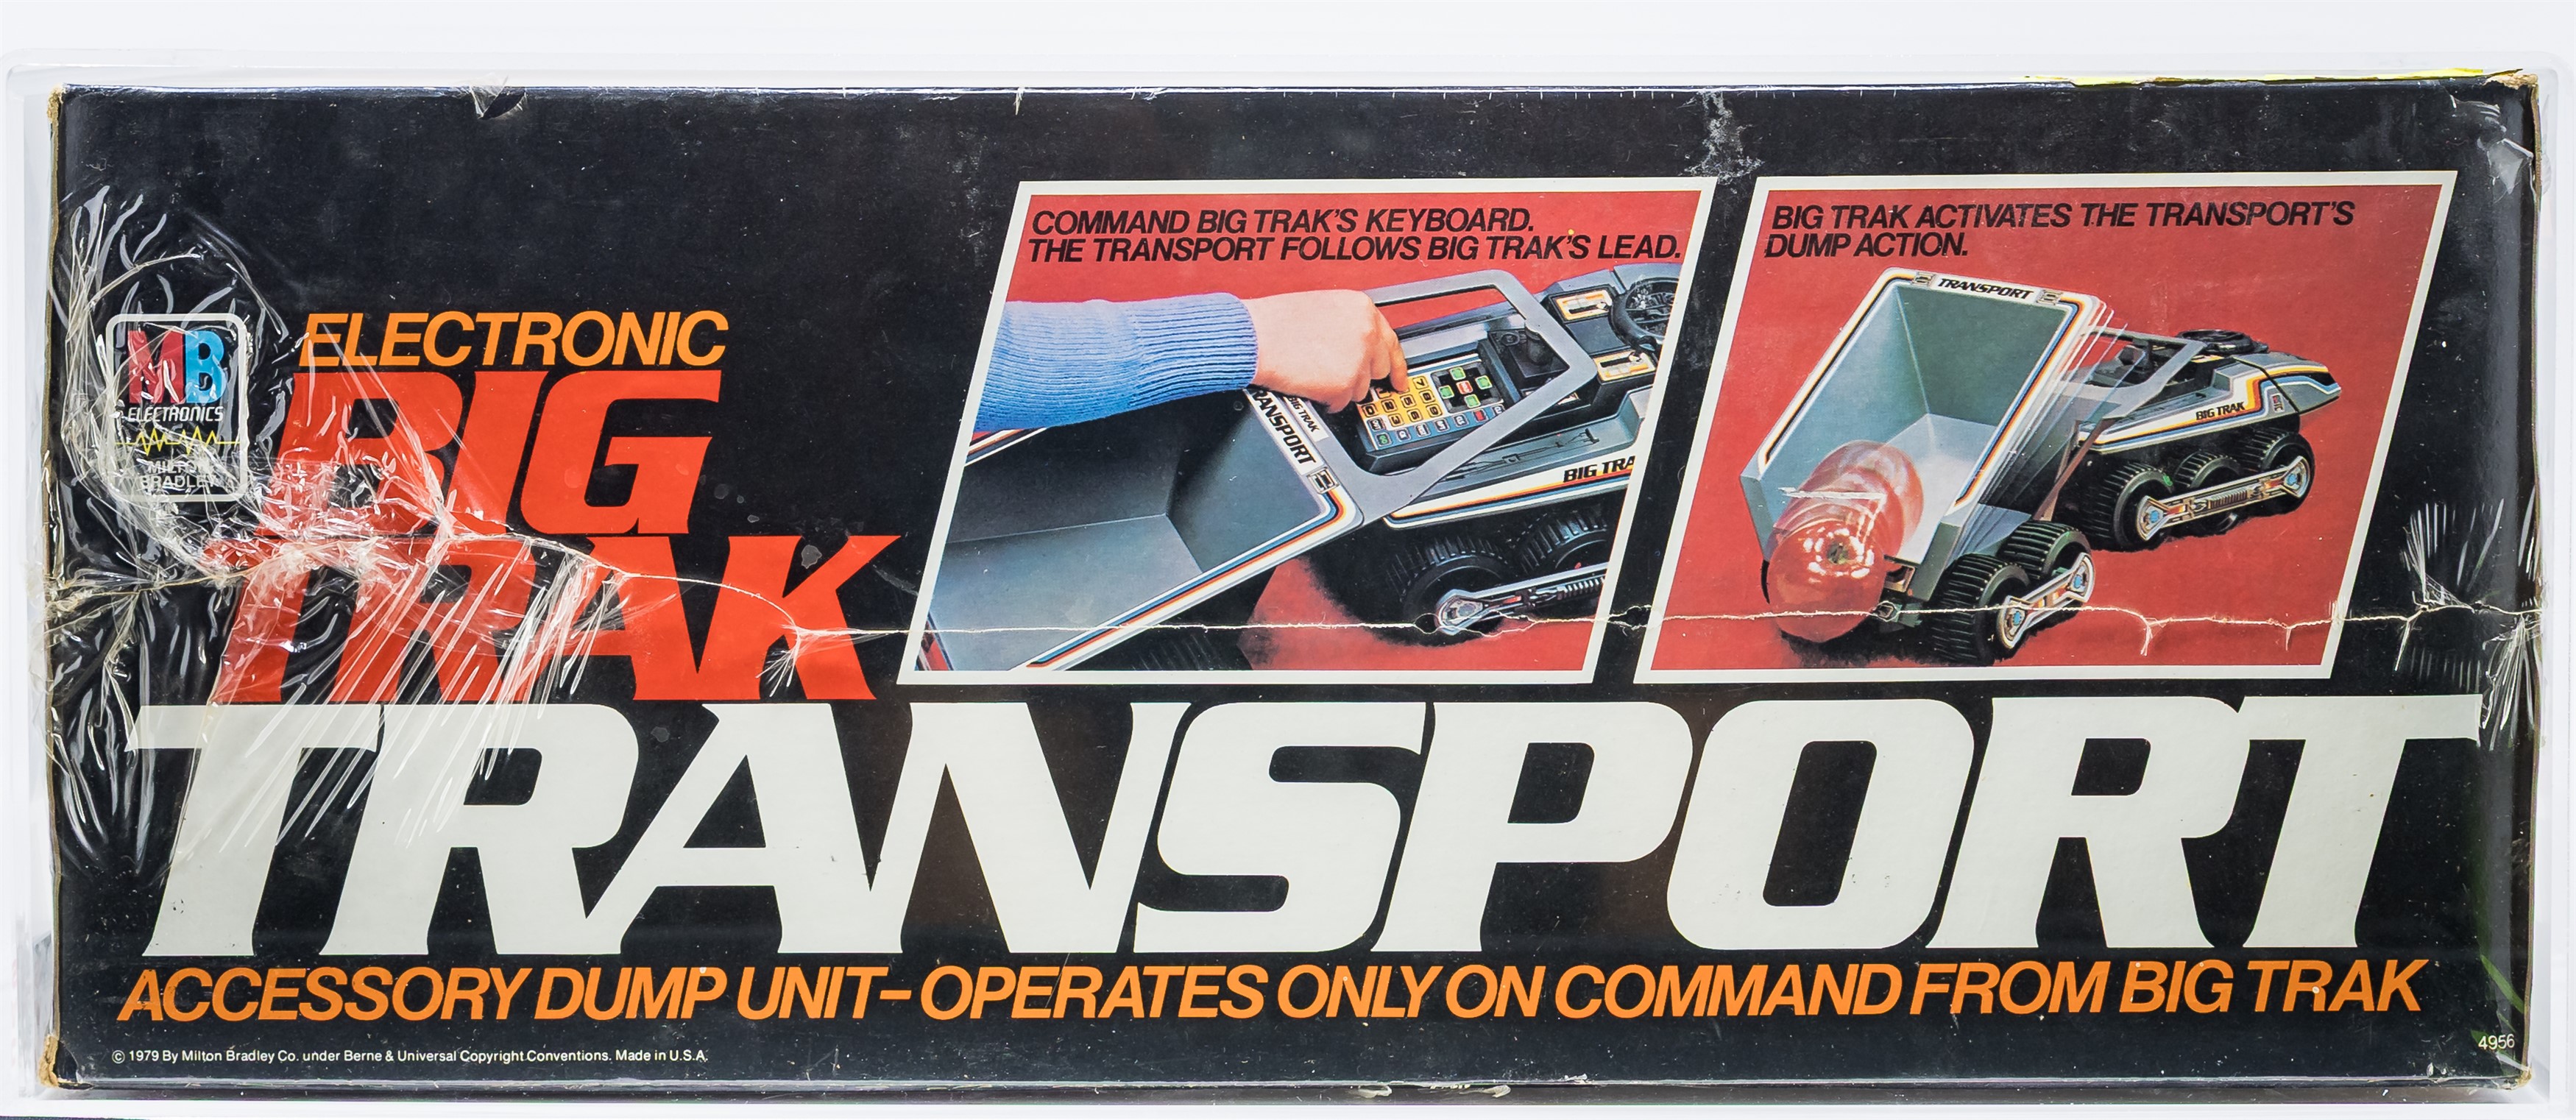 COMMAND BIG TRAK'S KEYBOARD.
THE TRANSPORT FOLLOWS BIG TRAK'S LEAD.
BIG TRAK
TRANSPORT
BIG TRA
BIG TRAK ACTIVATES THE TRANSPORT'S
DUMP ACTION.
TRANSPORT
BIG TRAK
MB
ELECTRONICS
MILTON
BRADLEY
ELECTRONIC
BIG
TRAK
TRANSPORT
ACCESSORY DUMP UNIT-OPERATES ONLY ON COMMAND FROM BIG TRAK
© 1979 By Milton Bradley Co. under Berne & Universal Copyright Conventions. Made in U.S.A.
4956